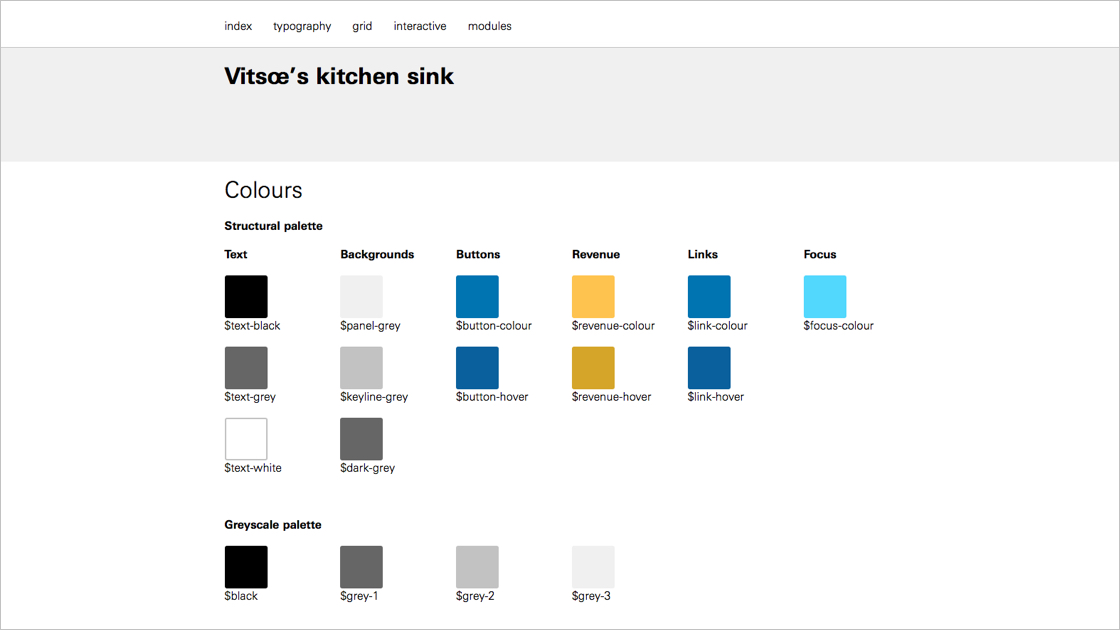 index typography grid interactive modules
Vitsœ’s kitchen sink
Colours
Structural palette
Text Backgrounds Buttons Revenue Links Focus
$text-black $panel-grey $button-colour $revenue-colour $link-colour $focus-colour
$text-grey $keyline-grey $button-hover $revenue-hover $link-hover
$text-white $dark-grey
Greyscale palette
$black $grey-1 $grey-2 $grey-3